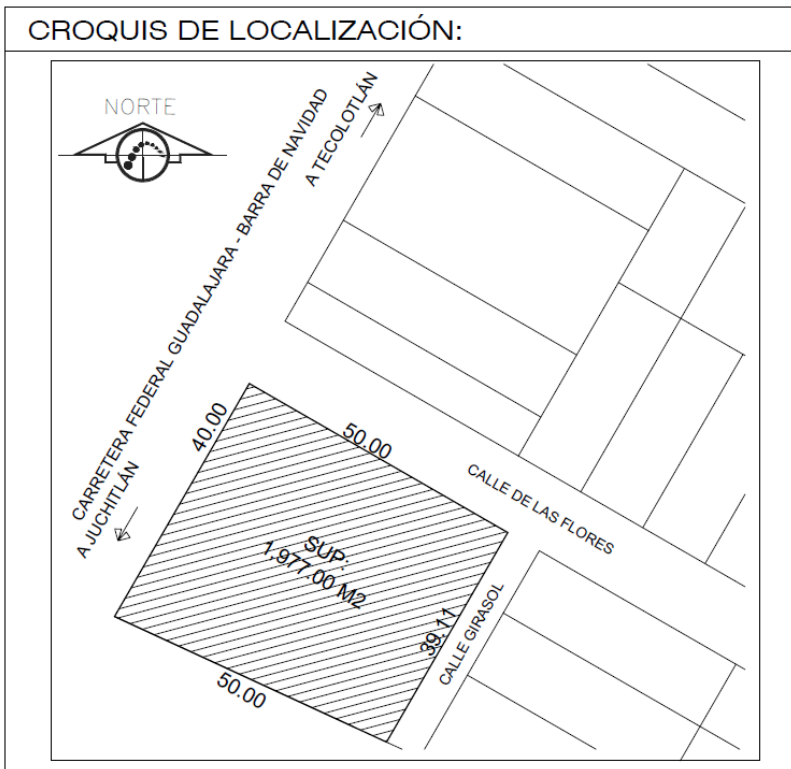 CROQUIS DE LOCALIZACIÓN:
NORTE
CARRETERA FEDERAL GUADALAJARA - BARRA DE NAVIDAD
A TECOLOTLÁN
A JUCHITLÁN
40.00
50.00
CALLE DE LAS FLORES
SUP:
1,977.00 M2
39.11
CALLE GIRASOL
50.00